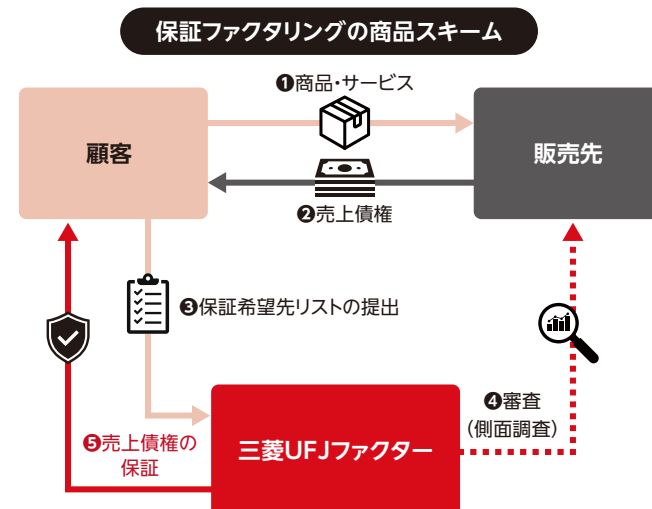 保証ファクタリングの商品スキーム
❶商品・サービス
顧客
販売先
❷売上債権
❸保証希望先リストの提出
❹審査
（側面調査）
❺売上債権の
保証
三菱UFJファクター